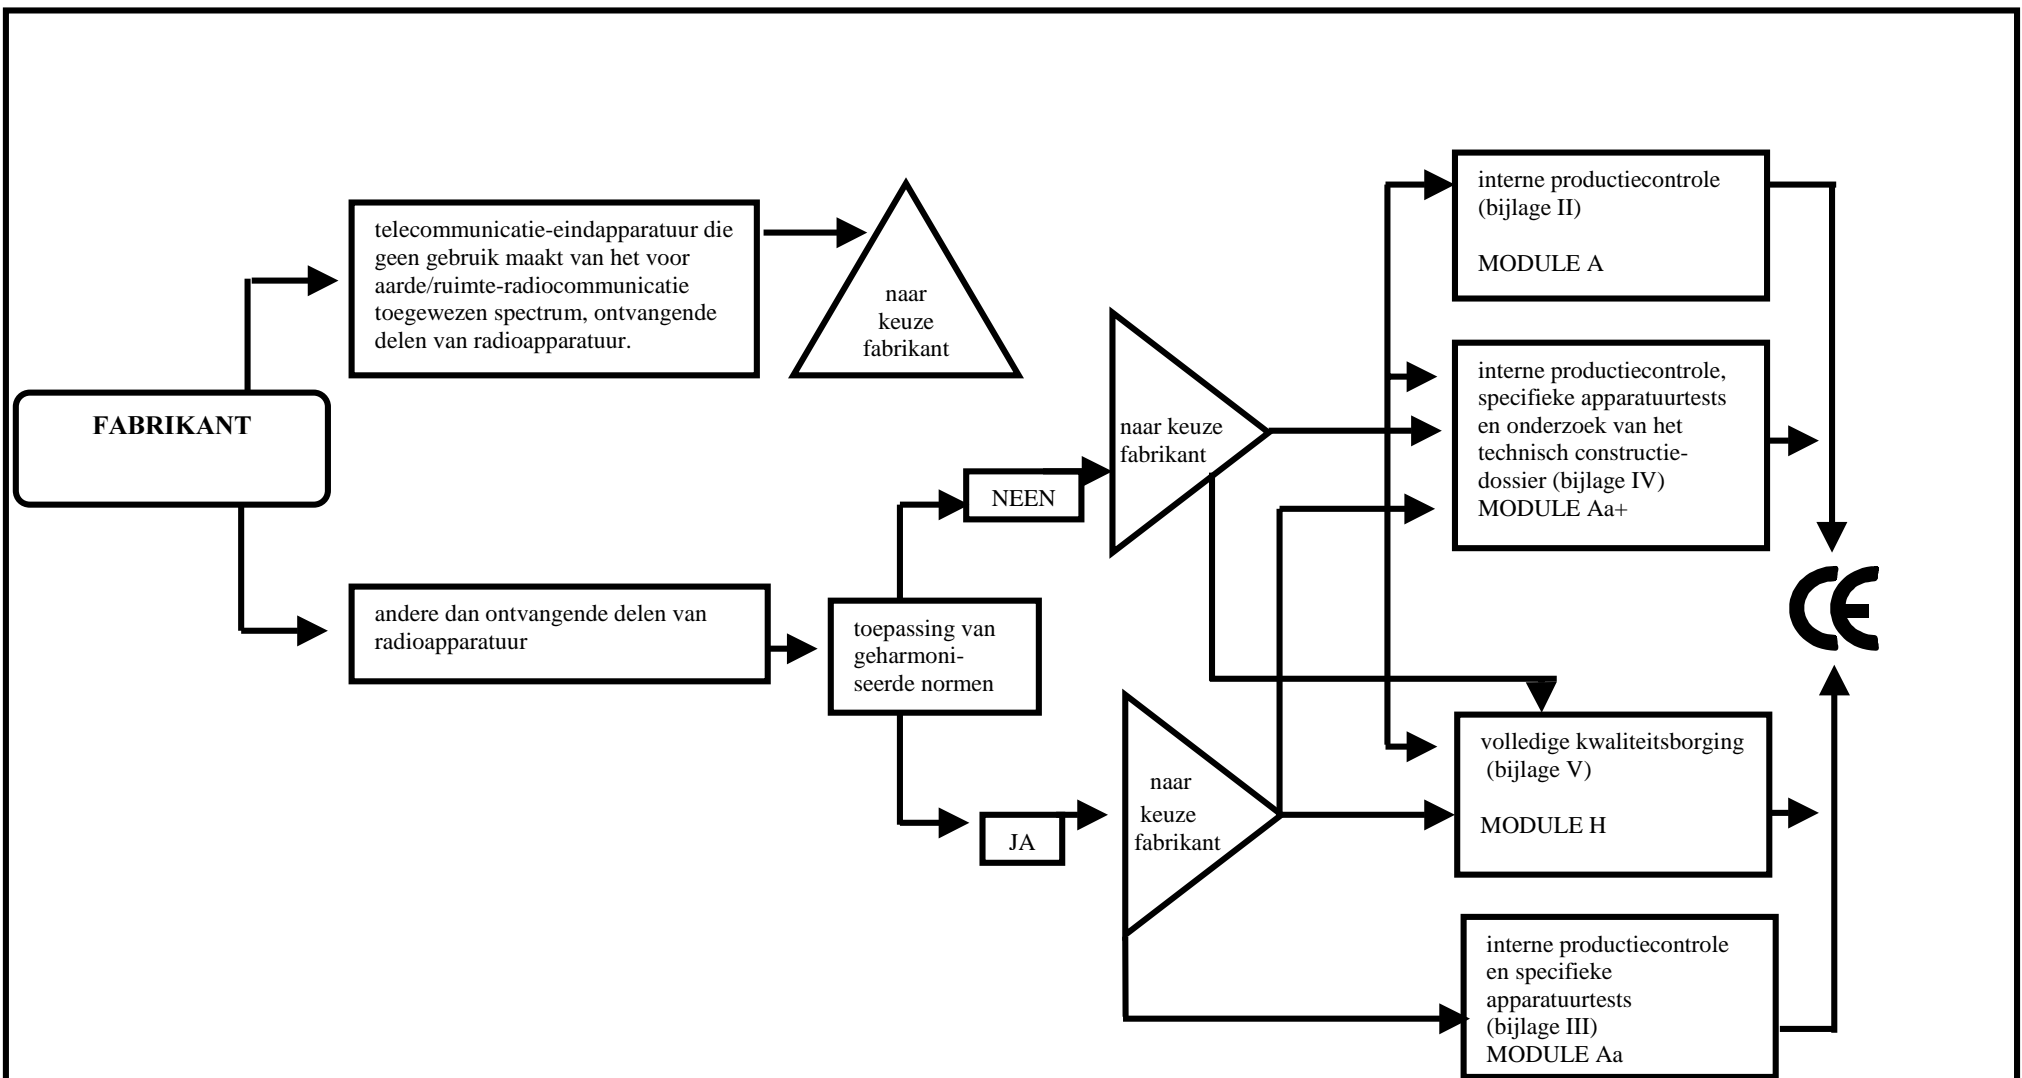 FABRIKANT
telecommunicatie-eindapparatuur die
geen gebruik maakt van het voor
aarde/ruimte-radiocommunicatie
toegewezen spectrum, ontvangende
delen van radioapparatuur.
naar
keuze
fabrikant
andere dan ontvangende delen van
radioapparatuur
toepassing van
geharmoni-
seerde normen
NEEN
JA
naar keuze
fabrikant
naar
keuze
fabrikant
interne productiecontrole
(bijlage II)
MODULE A
interne productiecontrole,
specifieke apparatuurtests
en onderzoek van het
technisch constructie-
dossier (bijlage IV)
MODULE Aa+
volledige kwaliteitsborging
(bijlage V)
MODULE H
interne productiecontrole
en specifieke
apparatuurtests
(bijlage III)
MODULE Aa
CE